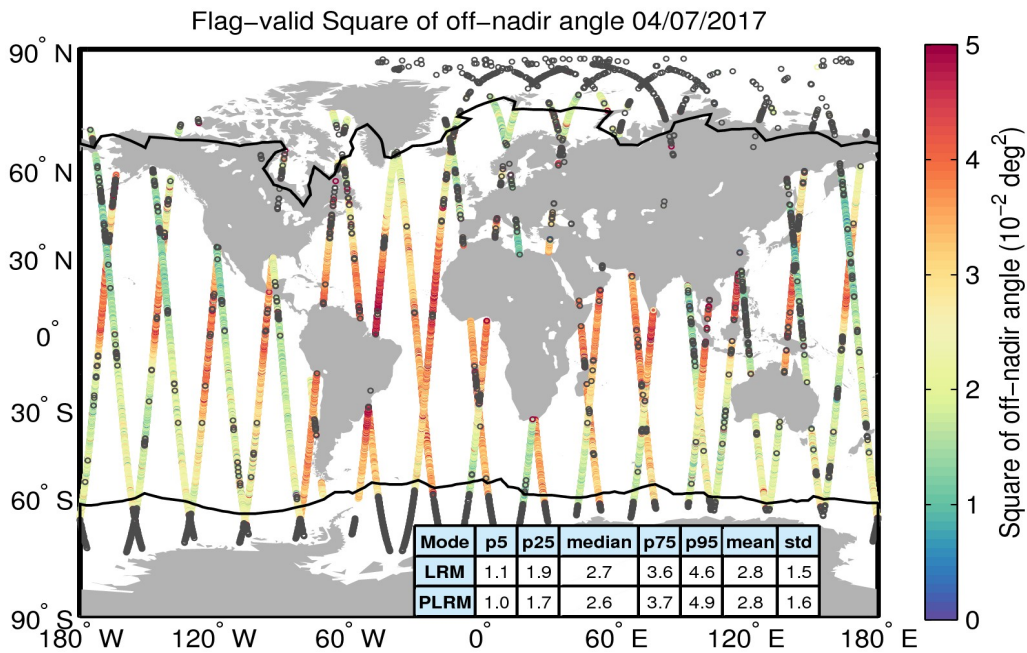 Flag−valid Square of off−nadir angle 04/07/2017
90° N
60° N
30° N
0°
30° S
60° S
90° S
180° W
120° W
60° W
0°
60° E
120° E
180° E
Mode p5 p25 median p75 p95 mean std
LRM 1.1 1.9 2.7 3.6 4.6 2.8 1.5
PLRM 1.0 1.7 2.6 3.7 4.9 2.8 1.6
5
4
3
2
1
0
Square of off−nadir angle (10⁻² deg²)